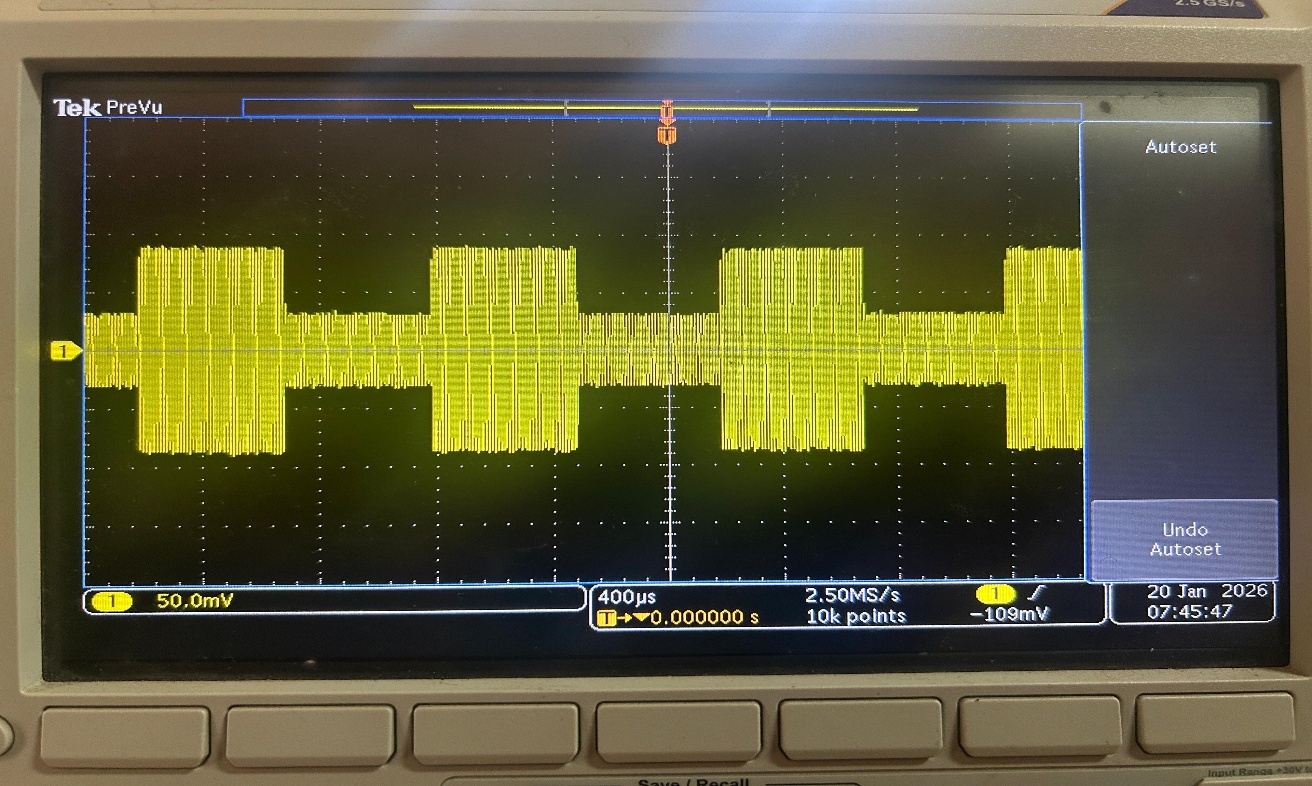 2.5 GS/s
Tek PreVu
T
T
Autoset
1
Undo
Autoset
1 50.0mV
400µs 2.50MS/s 1
T→▼0.000000 s 10k points −109mV
20 Jan 2026
07:45:47
Save / Recall
Input Range +30V